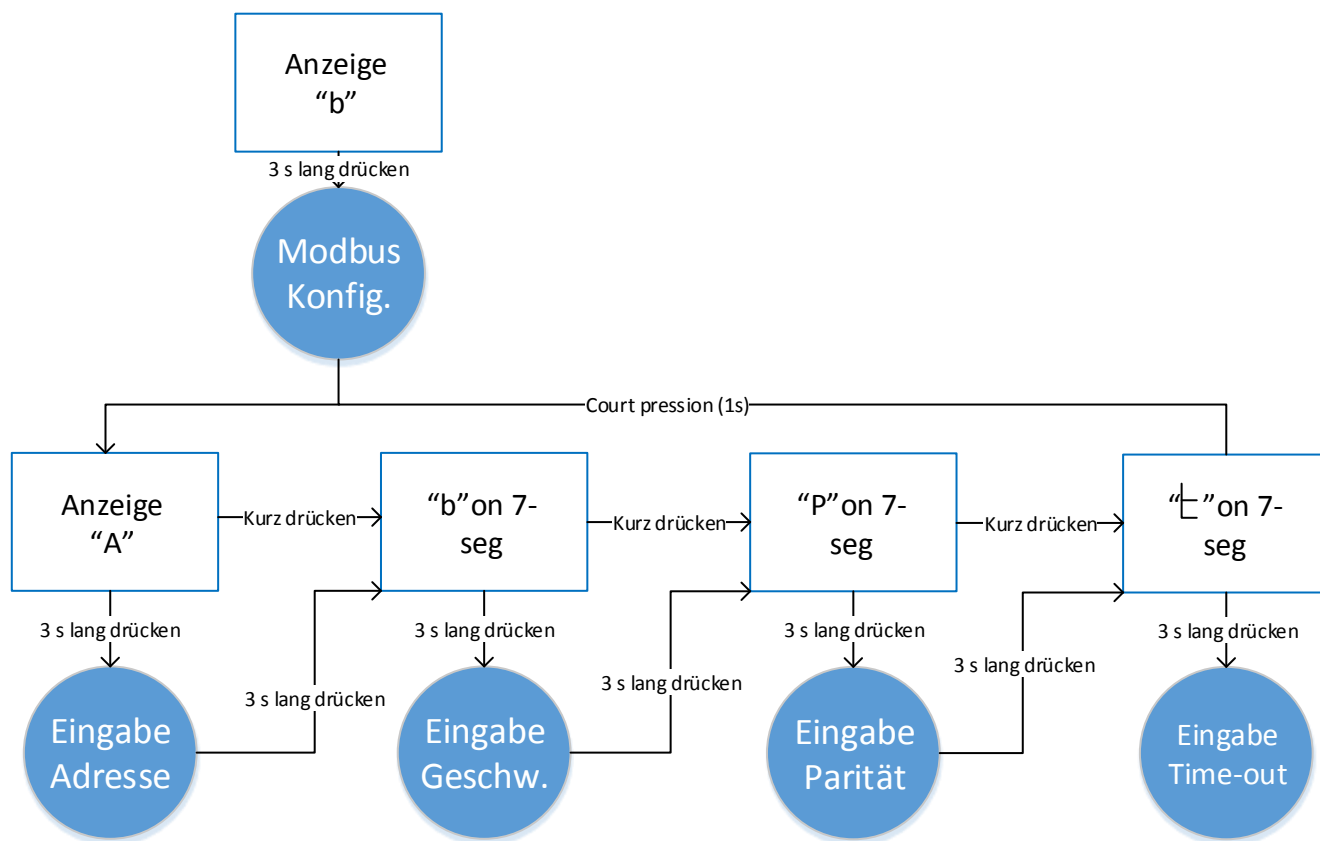 Anzeige
“b”
3 s lang drücken
Modbus
Konfig.
Court pression (1s)
Anzeige
“A”
Kurz drücken
“b”on 7-
seg
Kurz drücken
“P”on 7-
seg
Kurz drücken
“t”on 7-
seg
3 s lang drücken
3 s lang drücken
3 s lang drücken
3 s lang drücken
3 s lang drücken
3 s lang drücken
3 s lang drücken
Eingabe
Adresse
Eingabe
Geschw.
Eingabe
Parität
Eingabe
Time-out